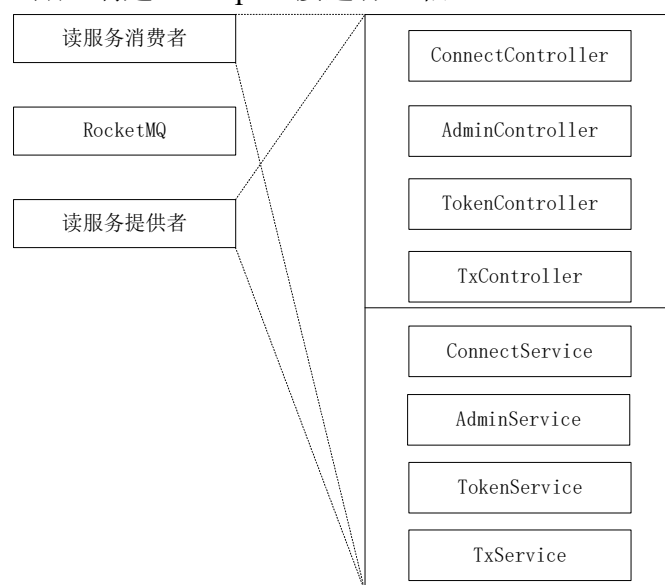 读服务消费者
RocketMQ
读服务提供者
ConnectController
AdminController
TokenController
TxController
ConnectService
AdminService
TokenService
TxService